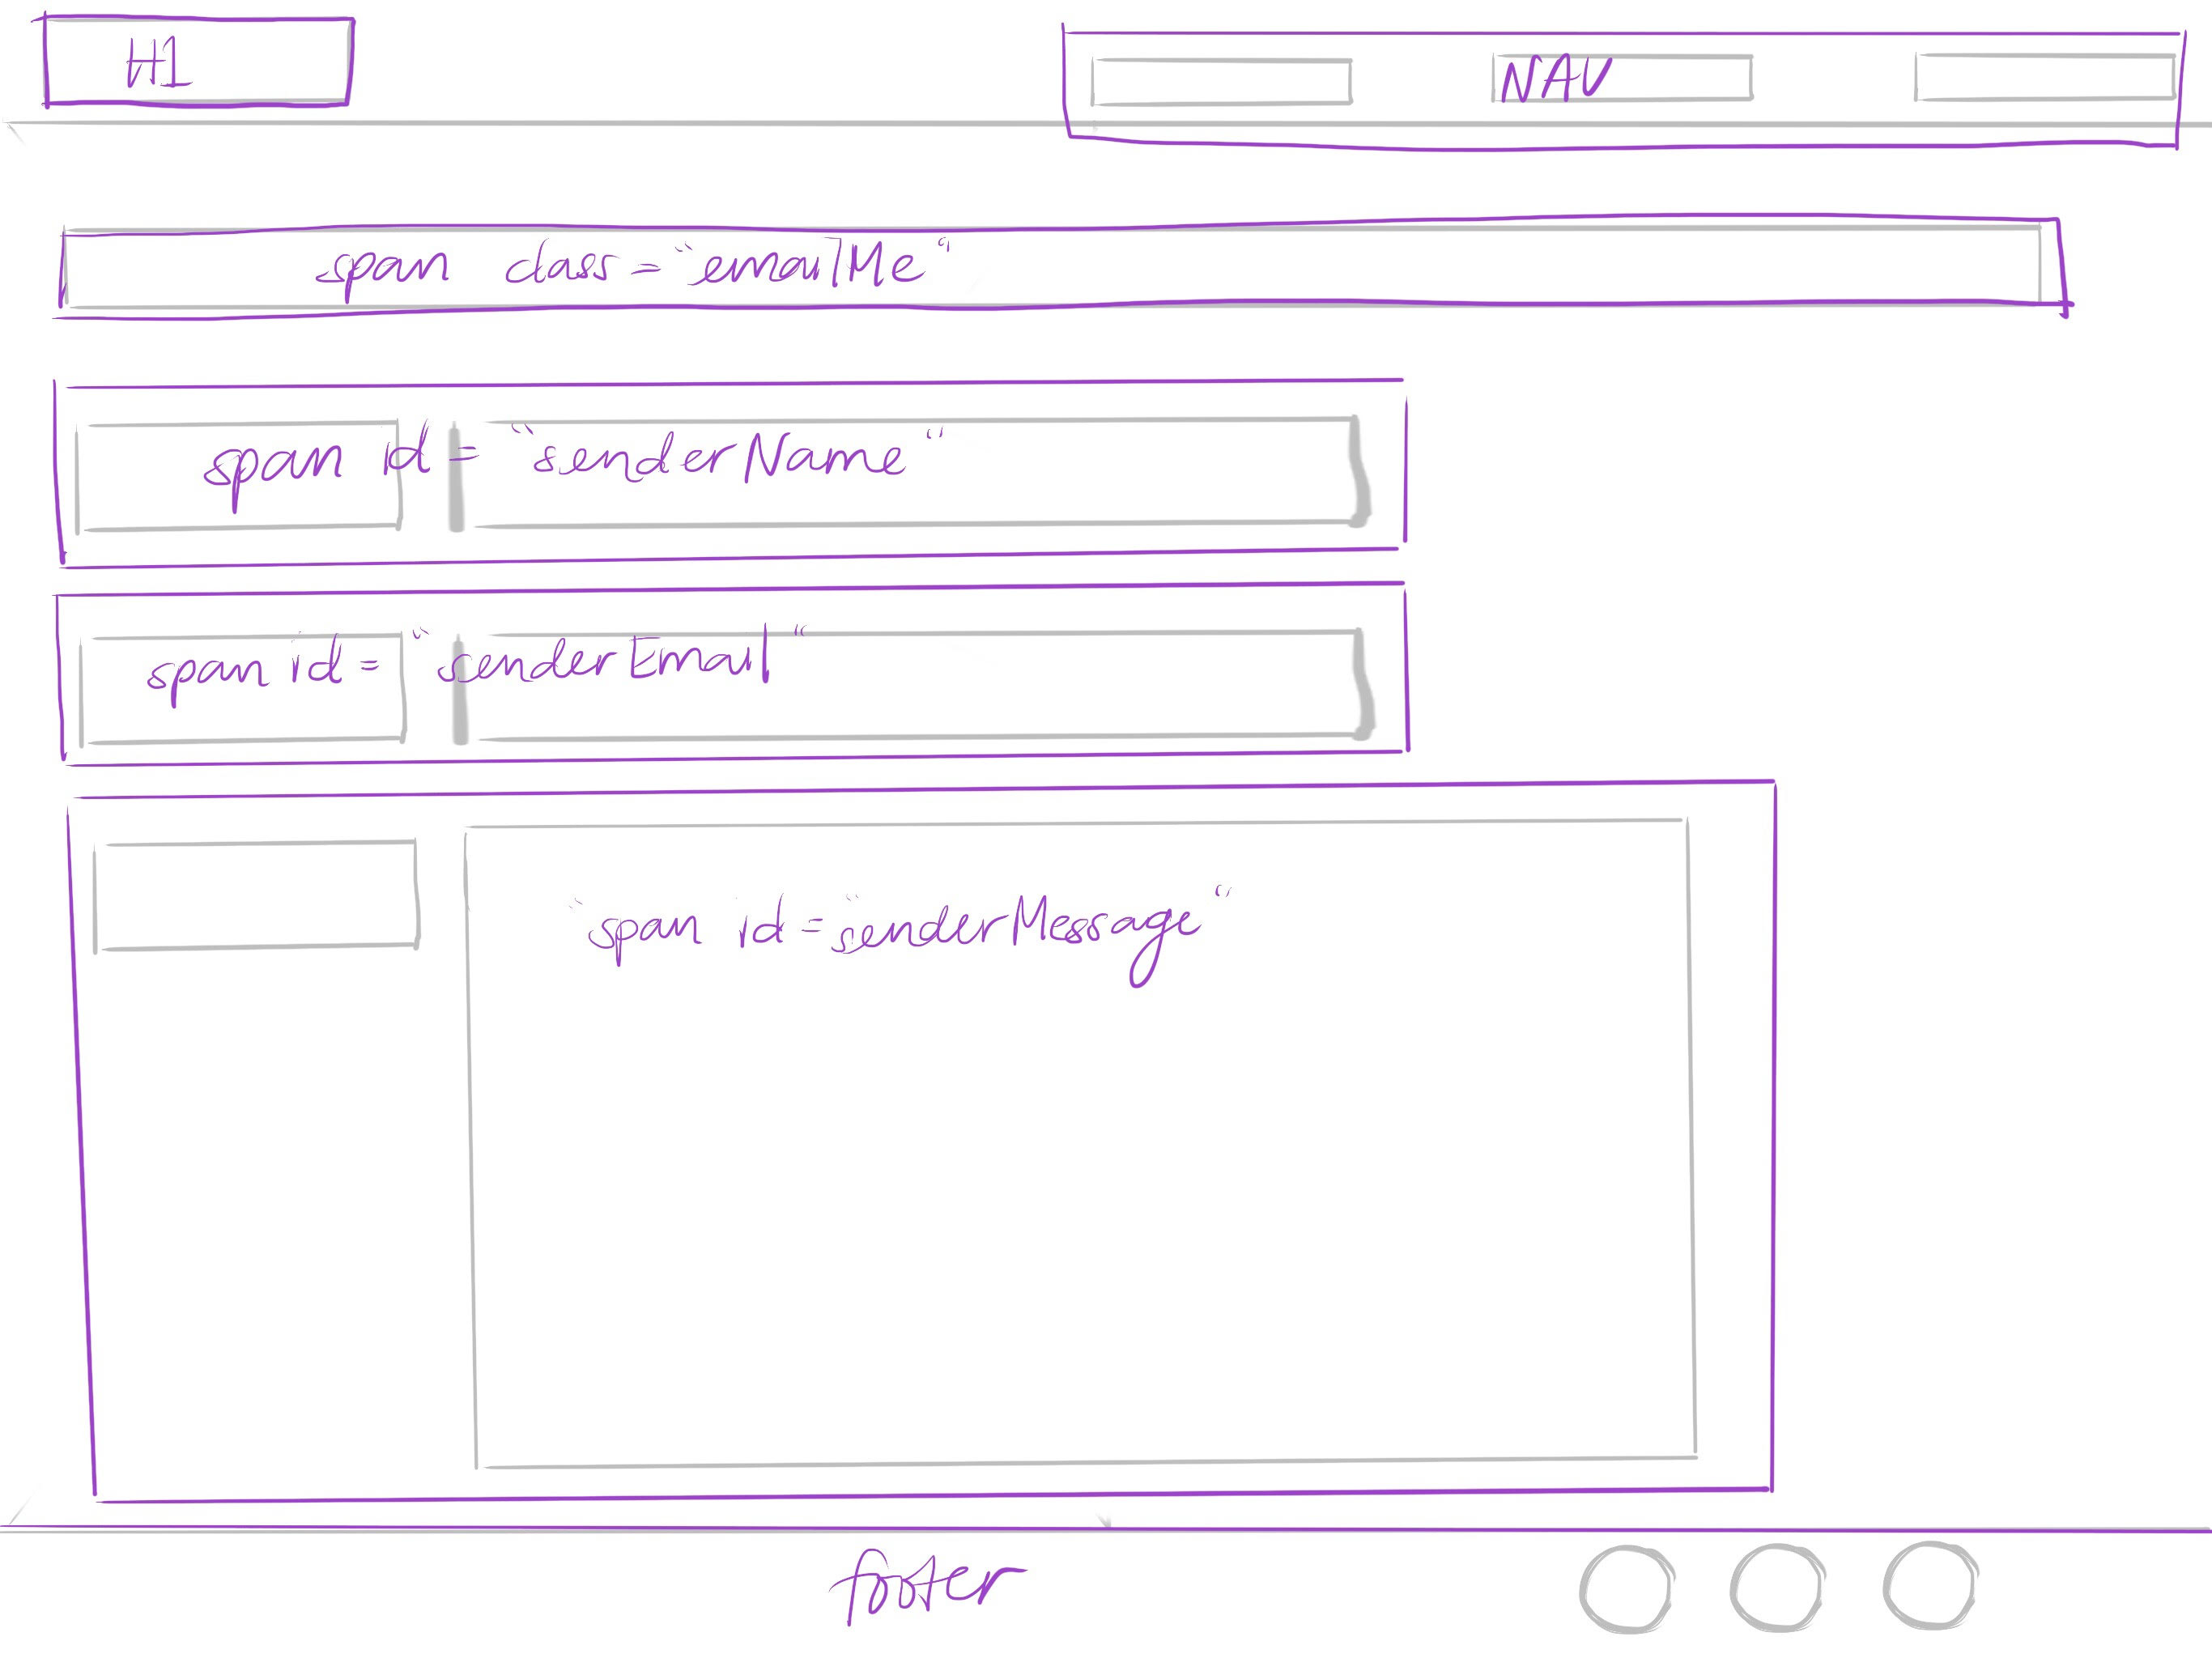 H1
NAV
span class="emailMe"
span id="senderName"
span id="senderEmail"
"span id="senderMessage"
footer